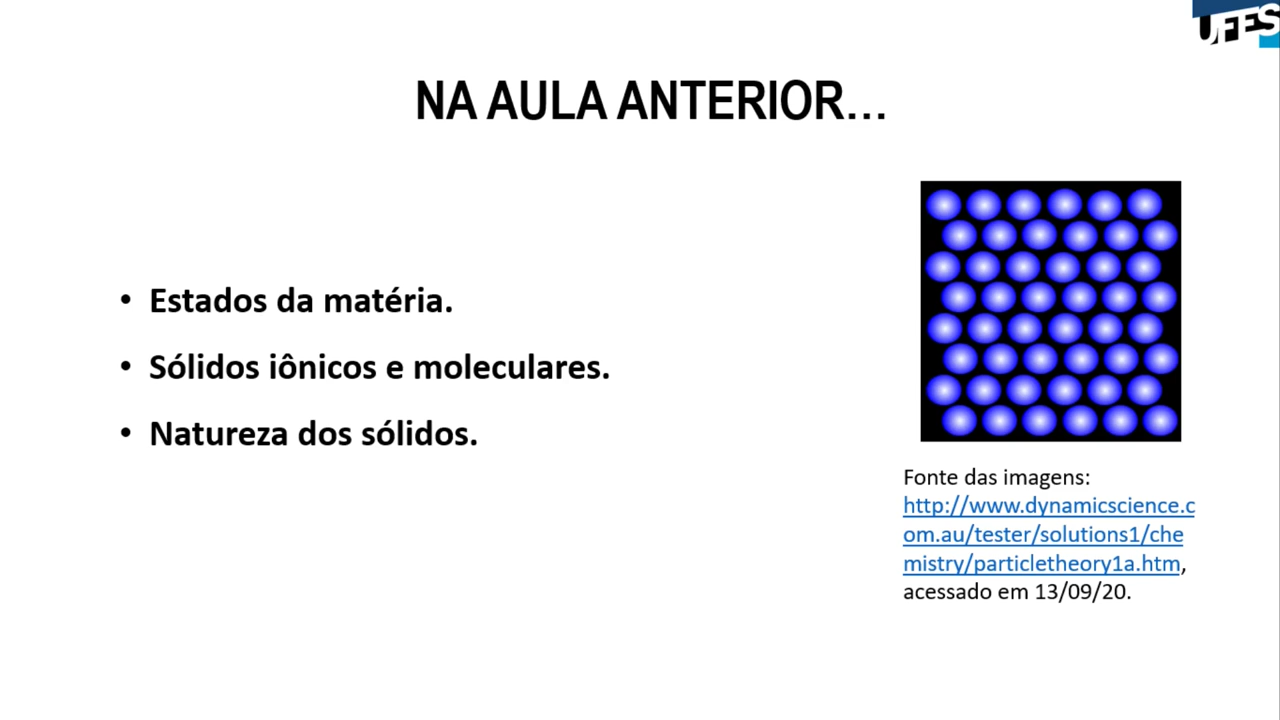 UFES
NA AULA ANTERIOR...
• Estados da matéria.
• Sólidos iônicos e moleculares.
• Natureza dos sólidos.
Fonte das imagens:
http://www.dynamicscience.c
om.au/tester/solutions1/che
mistry/particletheory1a.htm,
acessado em 13/09/20.